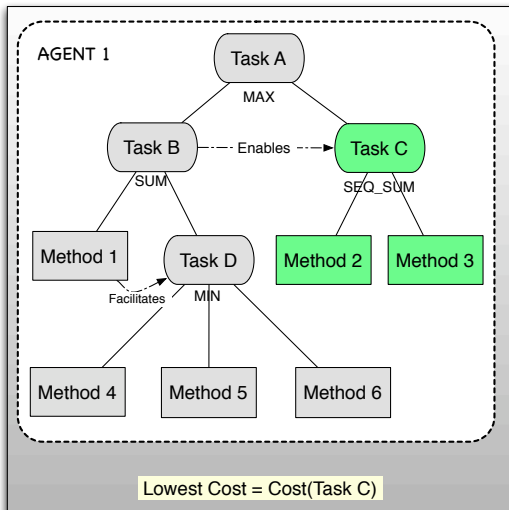 AGENT 1
Task A
MAX
Task B
Enables
Task C
SUM
SEQ_SUM
Method 1
Task D
Method 2
Method 3
Facilitates
MIN
Method 4
Method 5
Method 6
Lowest Cost = Cost(Task C)